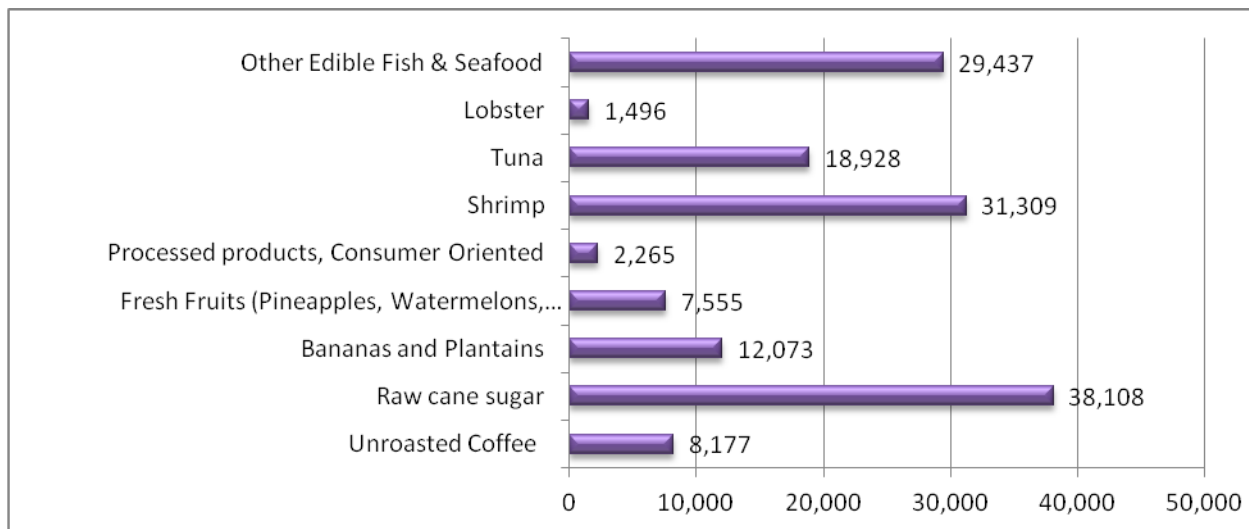 Other Edible Fish & Seafood 29,437
Lobster 1,496
Tuna 18,928
Shrimp 31,309
Processed products, Consumer Oriented 2,265
Fresh Fruits (Pineapples, Watermelons,... 7,555
Bananas and Plantains 12,073
Raw cane sugar 38,108
Unroasted Coffee 8,177
0 10,000 20,000 30,000 40,000 50,000